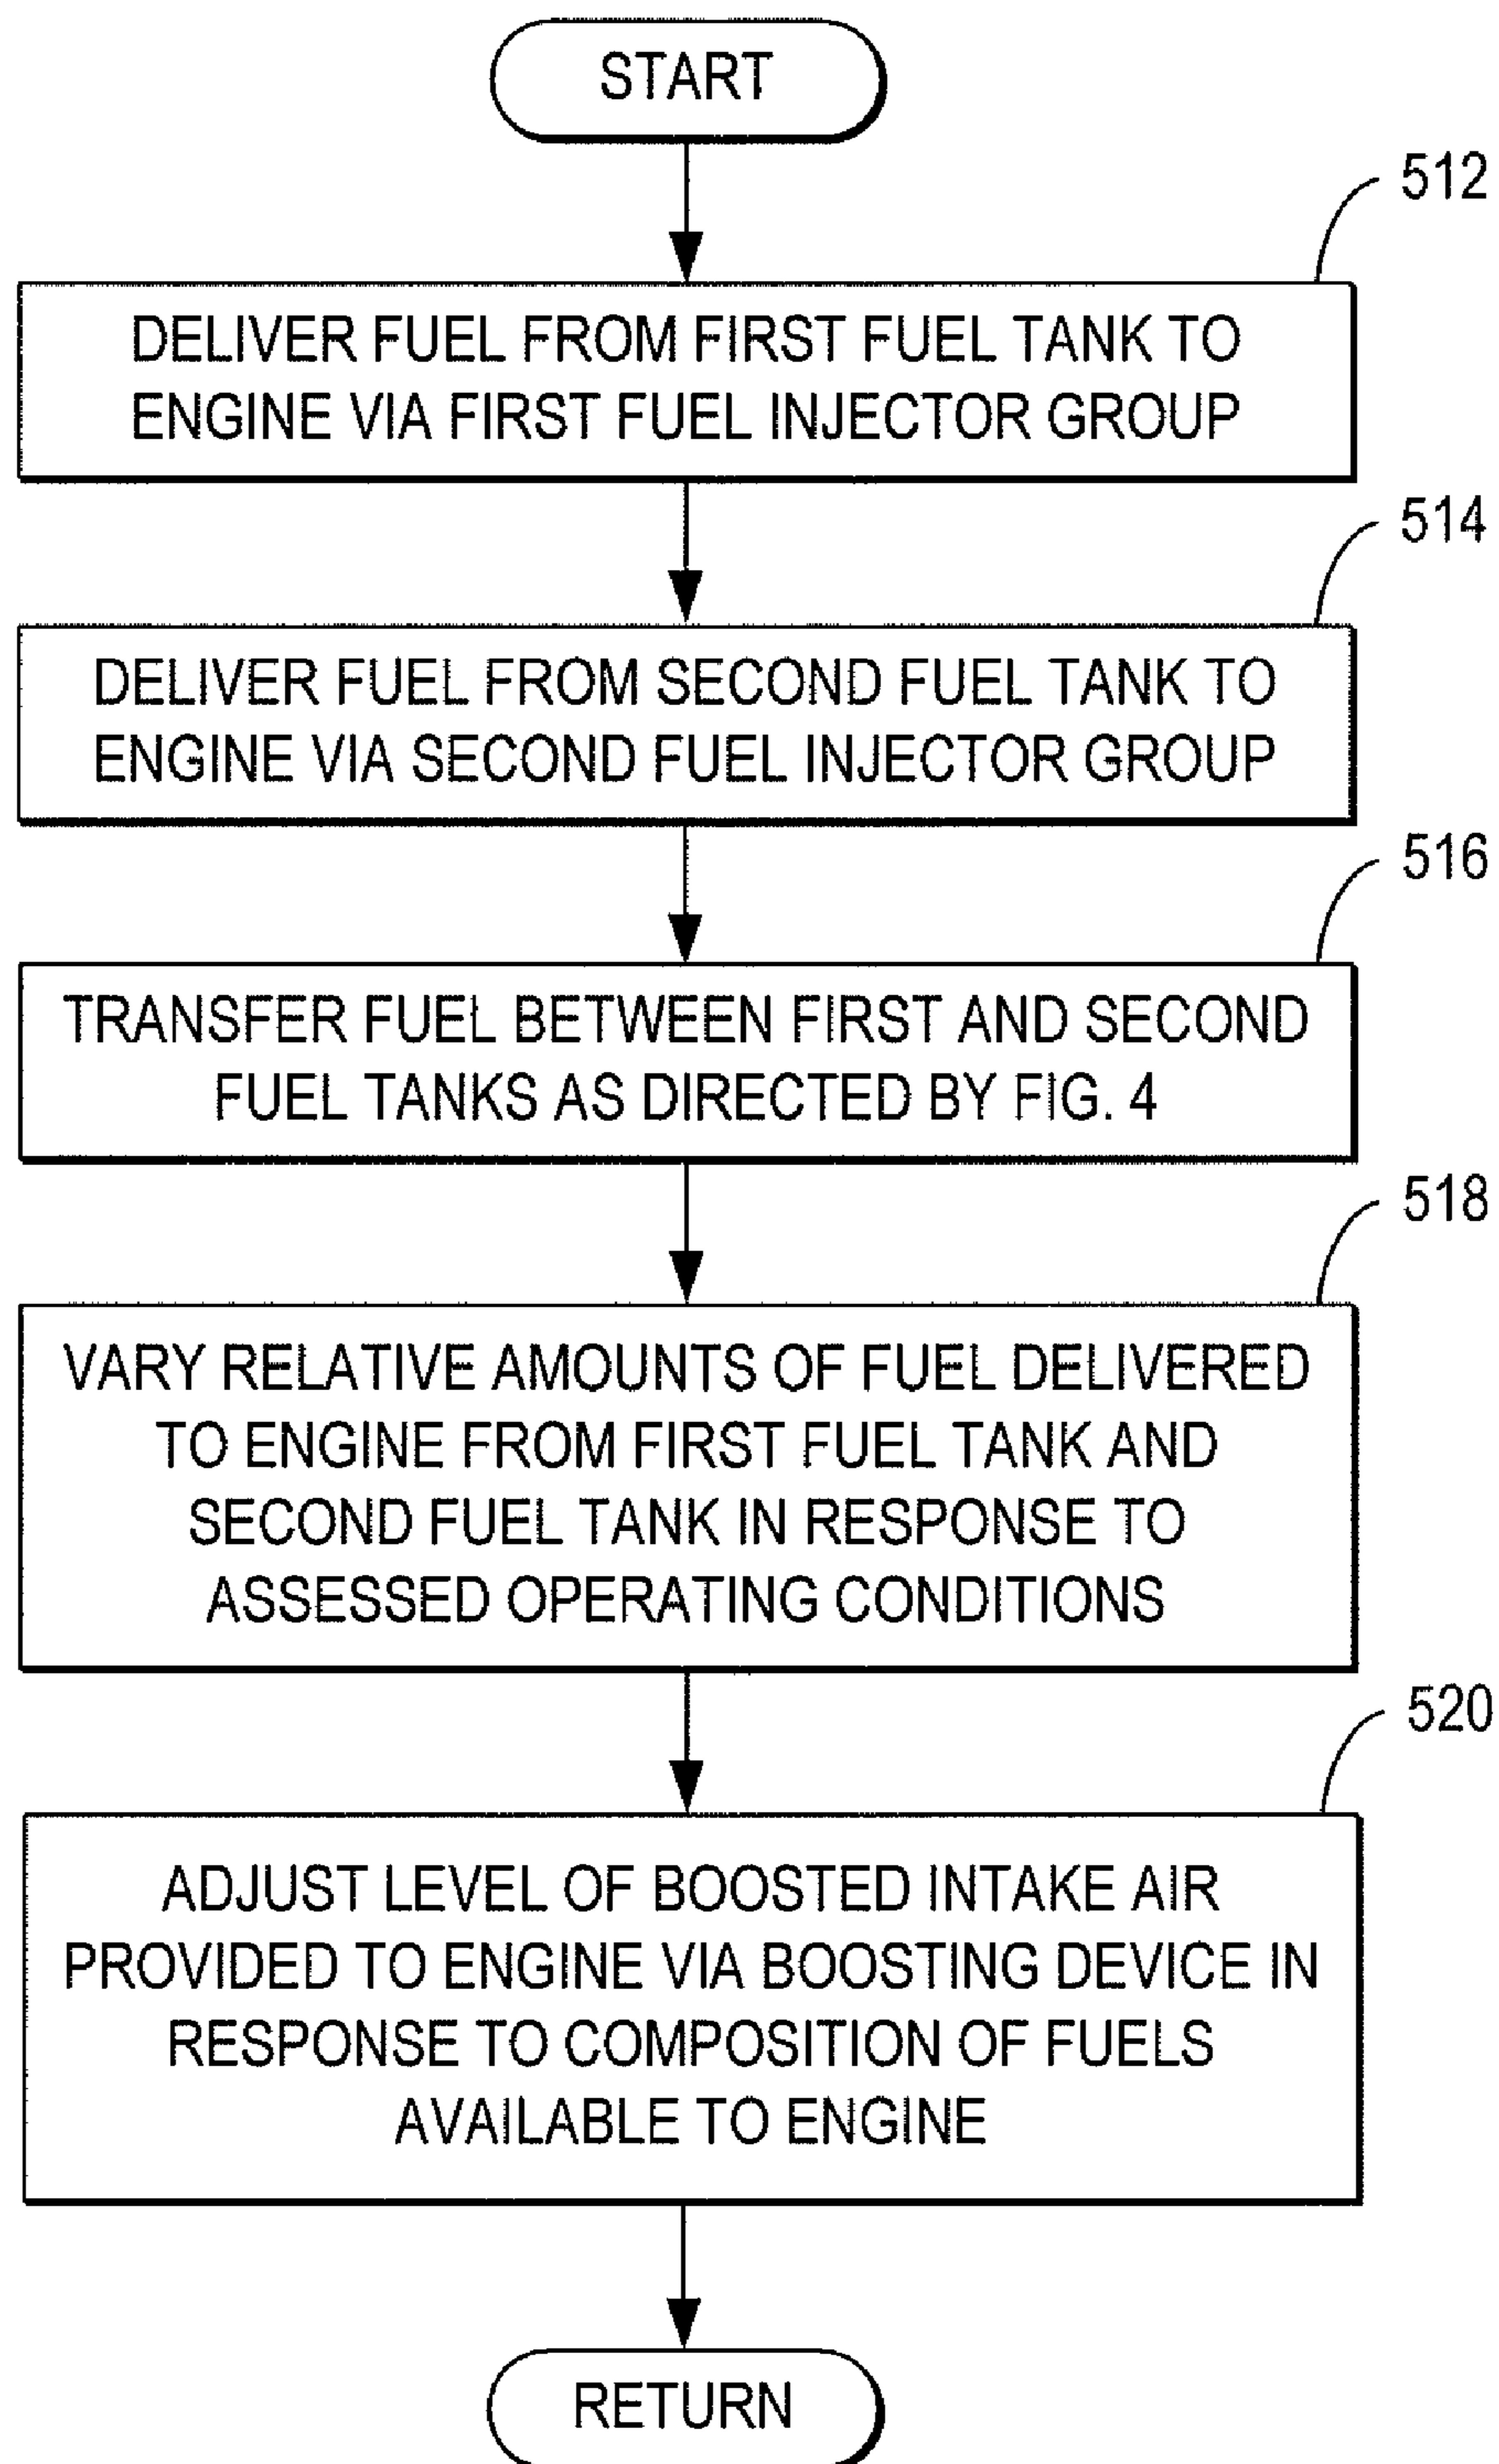 START
512
DELIVER FUEL FROM FIRST FUEL TANK TO
ENGINE VIA FIRST FUEL INJECTOR GROUP
514
DELIVER FUEL FROM SECOND FUEL TANK TO
ENGINE VIA SECOND FUEL INJECTOR GROUP
516
TRANSFER FUEL BETWEEN FIRST AND SECOND
FUEL TANKS AS DIRECTED BY FIG. 4
518
VARY RELATIVE AMOUNTS OF FUEL DELIVERED
TO ENGINE FROM FIRST FUEL TANK AND
SECOND FUEL TANK IN RESPONSE TO
ASSESSED OPERATING CONDITIONS
520
ADJUST LEVEL OF BOOSTED INTAKE AIR
PROVIDED TO ENGINE VIA BOOSTING DEVICE IN
RESPONSE TO COMPOSITION OF FUELS
AVAILABLE TO ENGINE
RETURN